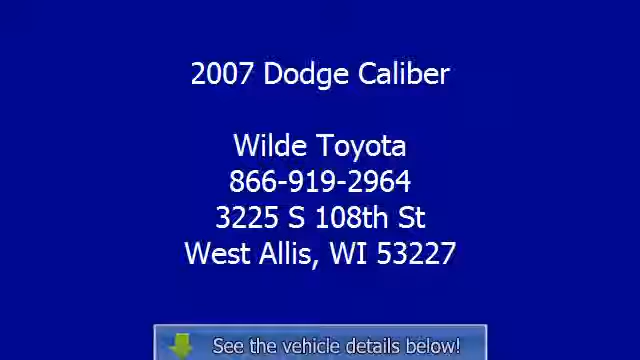 2007 Dodge Caliber
Wilde Toyota
866-919-2964
3225 S 108th St
West Allis, WI 53227
See the vehicle details below!